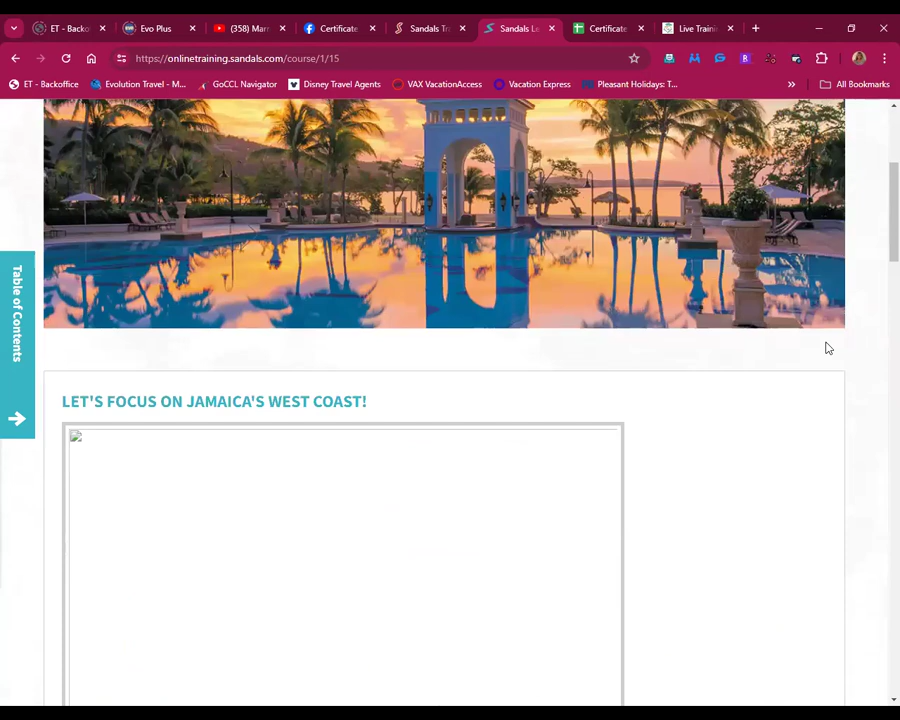 ET - Backo Evo Plus (358) Marr Certificate Sandals Tr Sandals Le Certificate Live Traini
https://onlinetraining.sandals.com/course/1/15
ET - Backoffice Evolution Travel - M... GoCCL Navigator Disney Travel Agents VAX VacationAccess Vacation Express Pleasant Holidays: T... » All Bookmarks
Table of Contents
LET'S FOCUS ON JAMAICA'S WEST COAST!